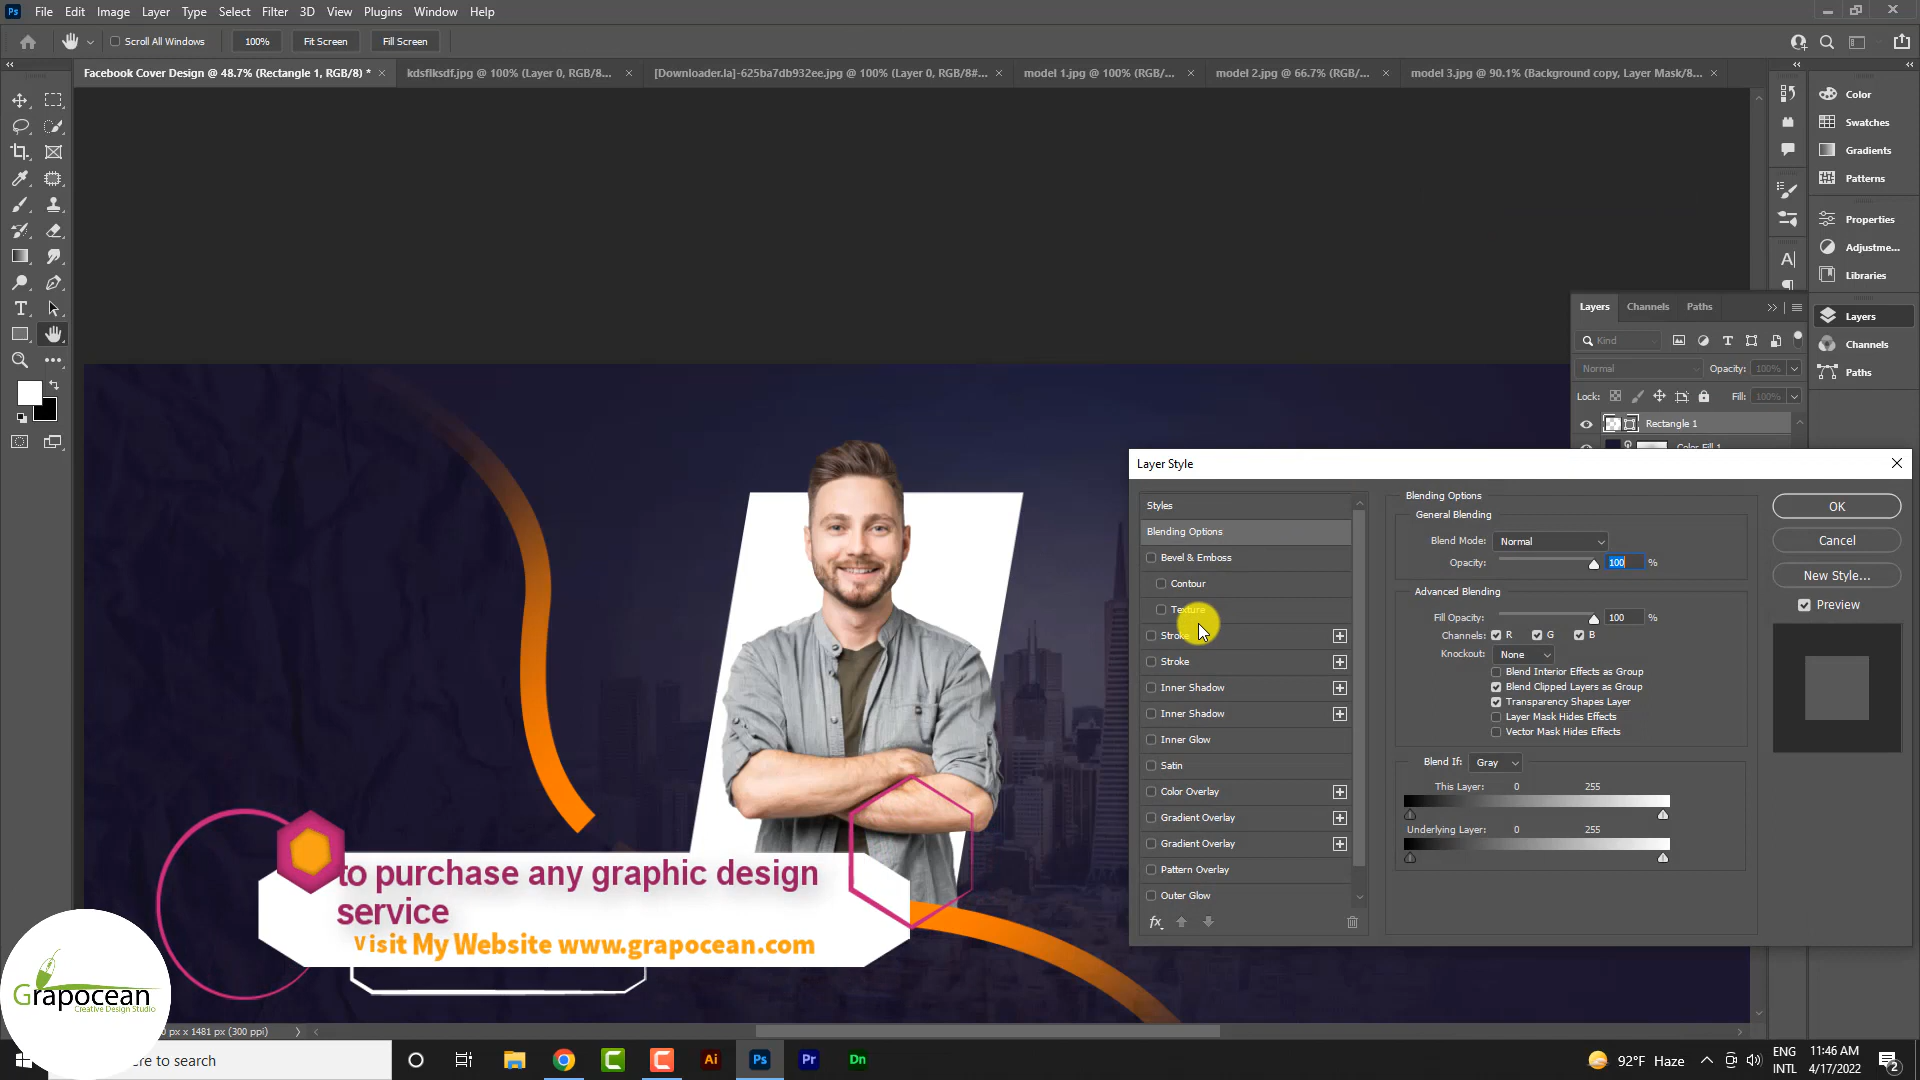 Ps File Edit Image Layer Type Select Filter 3D View Plugins Window Help
Scroll All Windows 100% Fit Screen Fill Screen
Facebook Cover Design @ 48.7% (Rectangle 1, RGB/8) * × kdsflksdf.jpg @ 100% (Layer 0, RGB/8... × [Downloader.la]-625ba7db932ee.jpg @ 100% (Layer 0, RGB/8#... × model 1.jpg @ 100% (RGB/... × model 2.jpg @ 66.7% (RGB/... × model 3.jpg @ 90.1% (Background copy, Layer Mask/8... ×
Color
Swatches
Gradients
Patterns
Properties
Adjustme...
Libraries
Layers
Channels
Paths
Layers Channels Paths
Kind
Normal Opacity: 100%
Lock: Fill: 100%
Rectangle 1
Color Fill 1
Layer Style
Styles
Blending Options
Bevel & Emboss
Contour
Texture
Stroke
Stroke
Inner Shadow
Inner Shadow
Inner Glow
Satin
Color Overlay
Gradient Overlay
Gradient Overlay
Pattern Overlay
Outer Glow
fx
Blending Options
General Blending
Blend Mode: Normal
Opacity: 100 %
Advanced Blending
Fill Opacity: 100 %
Channels: R G B
Knockout: None
Blend Interior Effects as Group
Blend Clipped Layers as Group
Transparency Shapes Layer
Layer Mask Hides Effects
Vector Mask Hides Effects
Blend If: Gray
This Layer: 0 255
Underlying Layer: 0 255
OK
Cancel
New Style...
Preview
to purchase any graphic design
service
Visit My Website www.grapocean.com
Grapocean
Creative Design Studio
px x 1481 px (300 ppi)
re to search
Ai Ps Pr Dn
92°F Haze
ENG
INTL
11:46 AM
4/17/2022
2